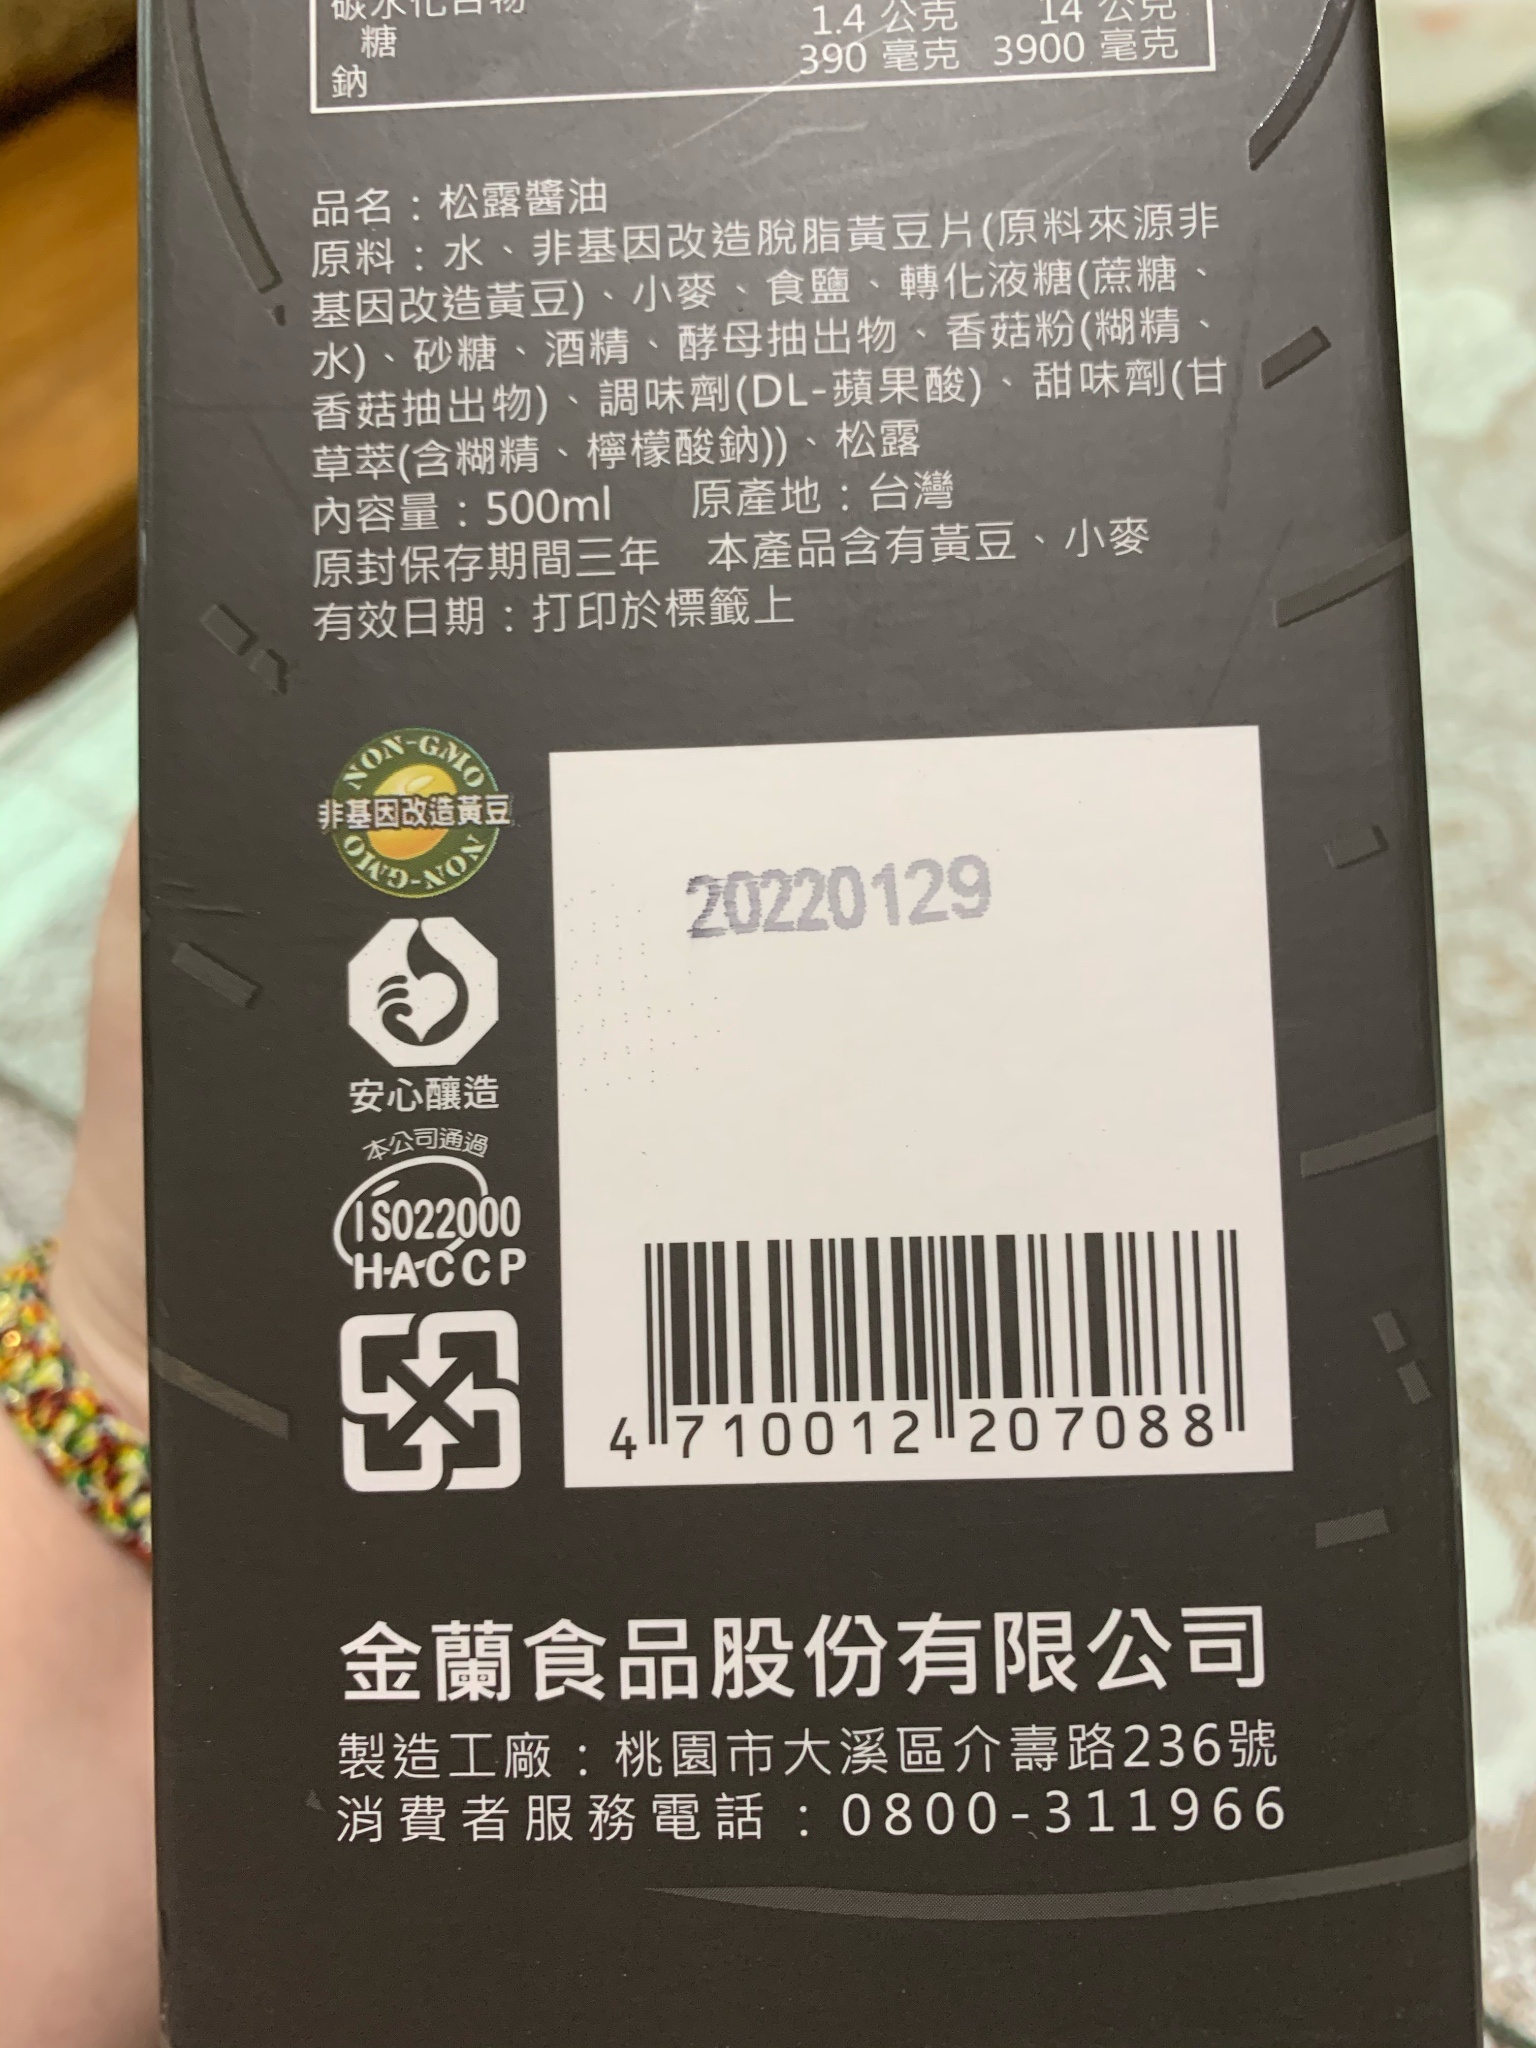 碳水化合物 1.4 公克 14 公克
糖 390 毫克 3900 毫克
鈉
品名：松露醬油
原料：水、非基因改造脫脂黃豆片(原料來源非
基因改造黃豆)、小麥、食鹽、轉化液糖(蔗糖、
水)、砂糖、酒精、酵母抽出物、香菇粉(糊精、
香菇抽出物)、調味劑(DL-蘋果酸)、甜味劑(甘
草萃(含糊精、檸檬酸鈉))、松露
內容量：500ml 原產地：台灣
原封保存期間三年 本產品含有黃豆、小麥
有效日期：打印於標籤上
NON-GMO
非基因改造黃豆
NON-GMO
20220129
安心釀造
本公司通過
ISO22000
HACCP
4 710012 207088
金蘭食品股份有限公司
製造工廠：桃園市大溪區介壽路236號
消費者服務電話：0800-311966